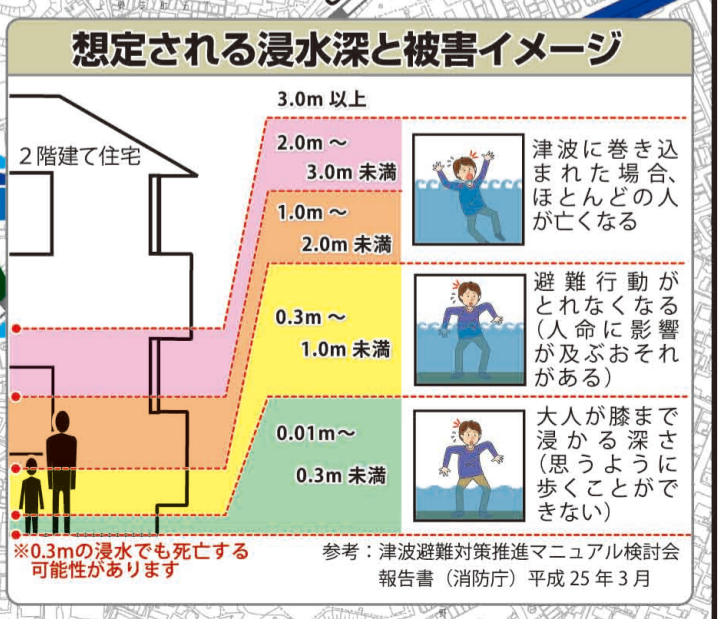 想定される浸水深と被害イメージ
3.0m 以上
2階建て住宅
2.0m ～
3.0m 未満
津波に巻き込
まれた場合、
ほとんどの人
が亡くなる
1.0m ～
2.0m 未満
0.3m ～
1.0m 未満
避難行動が
とれなくなる
(人命に影響
が及ぶおそれ
がある)
0.01m～
0.3m 未満
大人が膝まで
浸かる深さ
(思うように
歩くことがで
きない)
※0.3mの浸水でも死亡する
可能性があります
参考：津波避難対策推進マニュアル検討会
報告書（消防庁）平成 25 年 3 月